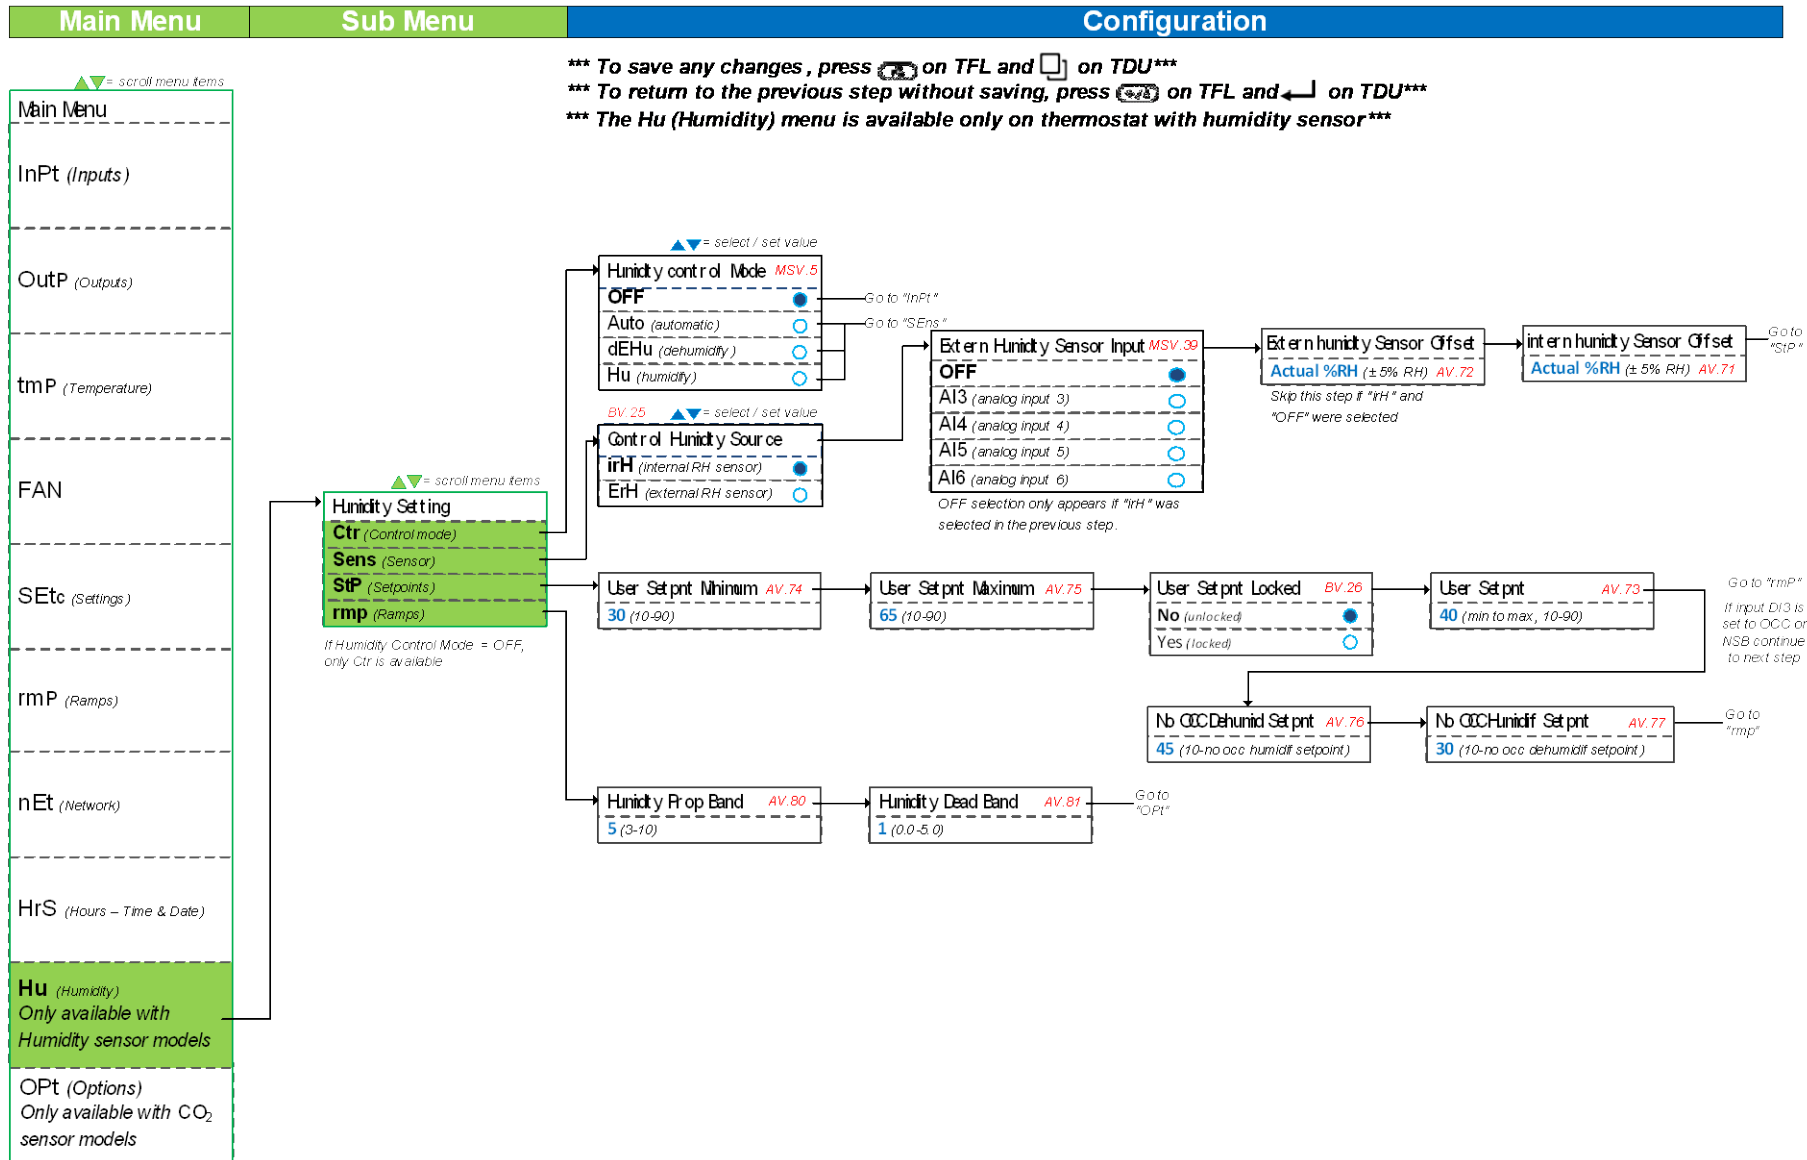 Main Menu
Sub Menu
Configuration
*** To save any changes, press on TFL and on TDU***
*** To return to the previous step without saving, press on TFL and on TDU***
*** The Hu (Humidity) menu is available only on thermostat with humidity sensor***
= scroll menu items
Main Menu
InPt (Inputs)
OutP (Outputs)
tmP (Temperature)
FAN
SEtc (Settings)
rmP (Ramps)
nEt (Network)
HrS (Hours – Time & Date)
Hu (Humidity)
Only available with
Humidity sensor models
OPt (Options)
Only available with CO2
sensor models
= scroll menu items
Humidity Setting
Ctr (Control mode)
Sens (Sensor)
StP (Setpoints)
rmp (Ramps)
If Humidity Control Mode = OFF,
only Ctr is available
= select / set value
Humidity control Mode MSV.5
OFF
Auto (automatic)
dEHu (dehumidify)
Hu (humidify)
Go to "InPt"
Go to "SEns"
BV.25 = select / set value
Control Humidity Source
irH (internal RH sensor)
ErH (external RH sensor)
Extern Humidity Sensor Input MSV.39
OFF
AI3 (analog input 3)
AI4 (analog input 4)
AI5 (analog input 5)
AI6 (analog input 6)
OFF selection only appears if "irH" was
selected in the previous step.
Extern humidity Sensor Offset
Actual %RH (± 5% RH) AV.72
Skip this step if "irH" and
"OFF" were selected
intern humidity Sensor Offset
Actual %RH (± 5% RH) AV.71
Go to
"StP"
User Setpnt Minimum AV.74
30 (10-90)
User Setpnt Maximum AV.75
65 (10-90)
User Setpnt Locked BV.26
No (unlocked)
Yes (locked)
User Setpnt AV.73
40 (min to max, 10-90)
Go to "rmP"
If input DI3 is
set to OCC or
NSB continue
to next step
No OCC Dehumid Setpnt AV.76
45 (10-no occ humidif setpoint)
No OCC Humidif Setpnt AV.77
30 (10-no occ dehumidif setpoint)
Go to
"rmp"
Humidity Prop Band AV.80
5 (3-10)
Humidity Dead Band AV.81
1 (0.0-5.0)
Go to
"OPt"